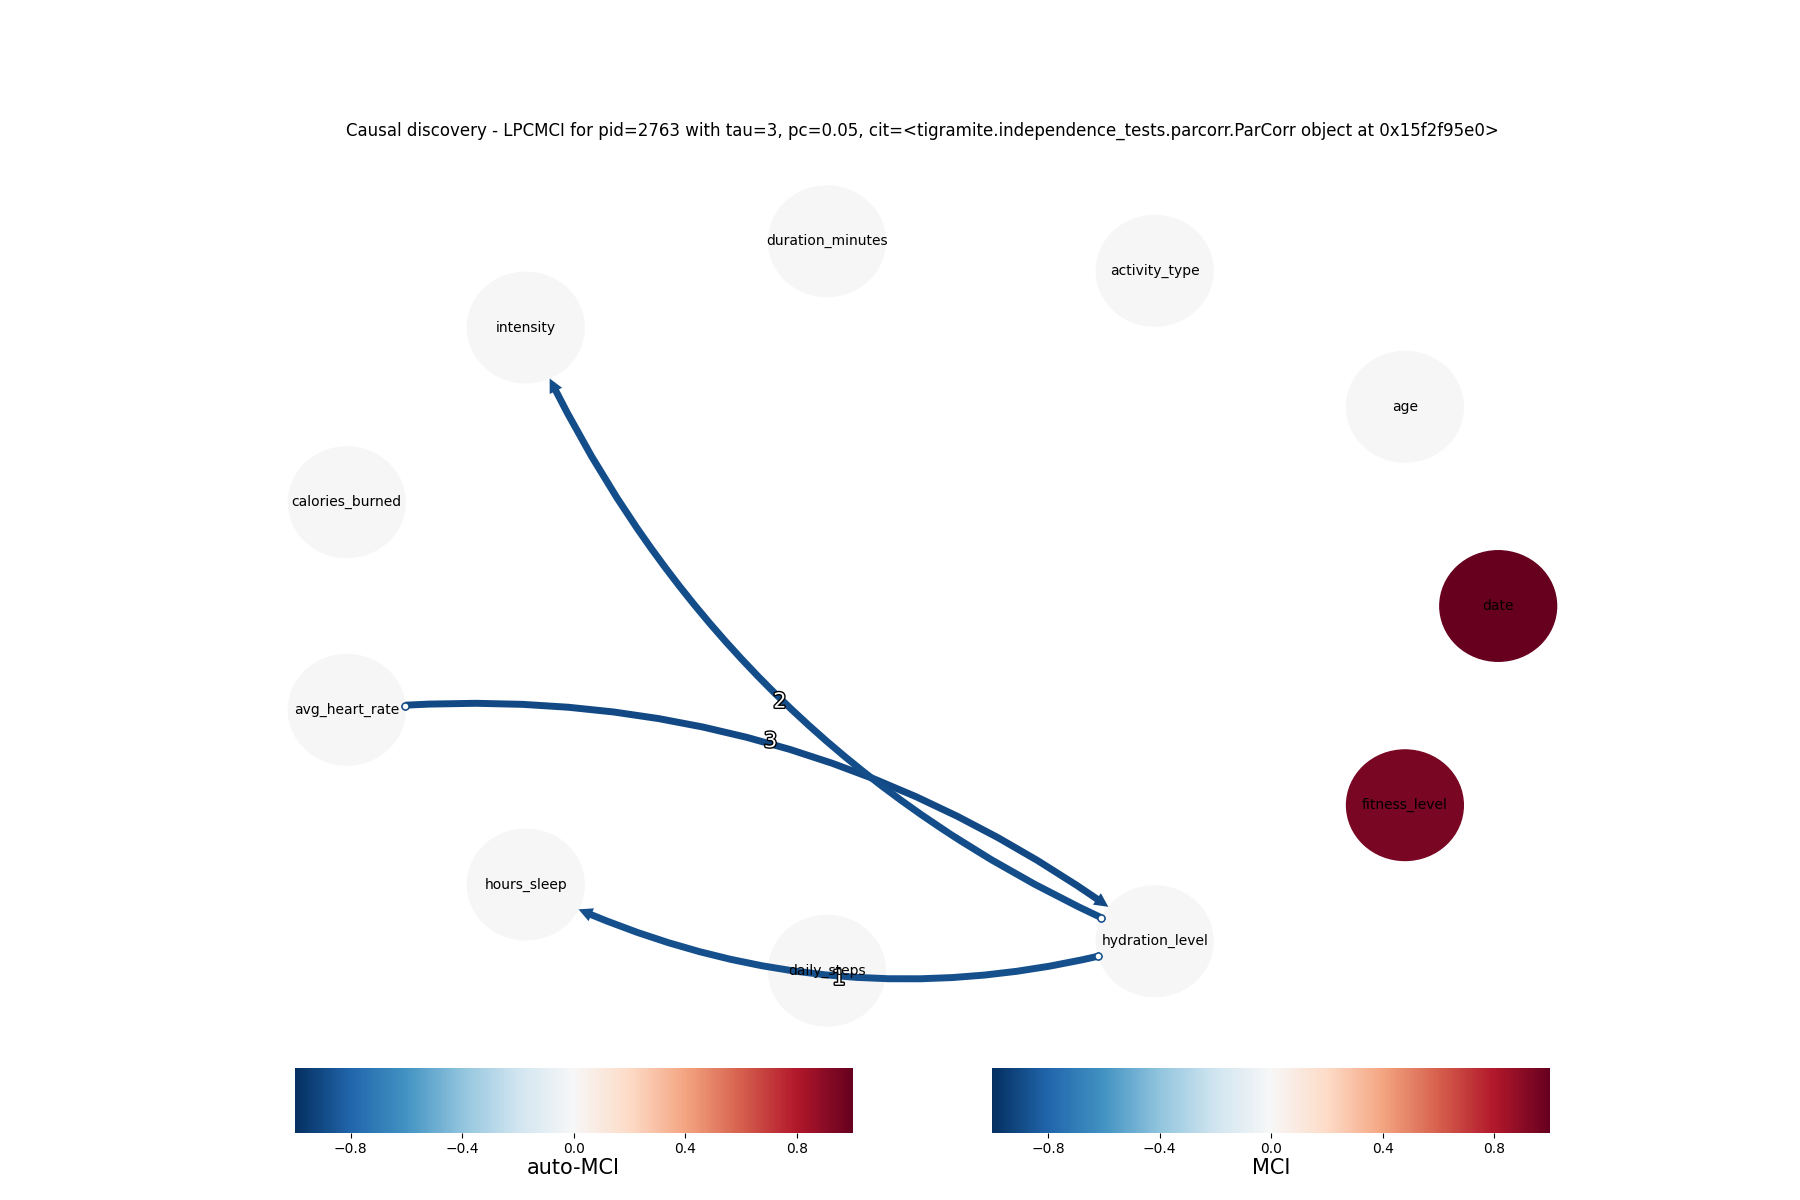 Causal discovery - LPCMCI for pid=2763 with tau=3, pc=0.05, cit=<tigramite.independence_tests.parcorr.ParCorr object at 0x15f2f95e0>
duration_minutes
activity_type
intensity
age
calories_burned
date
2
avg_heart_rate
3
fitness_level
hours_sleep
hydration_level
daily_steps
1
−0.8 −0.4 0.0 0.4 0.8
auto-MCI
−0.8 −0.4 0.0 0.4 0.8
MCI